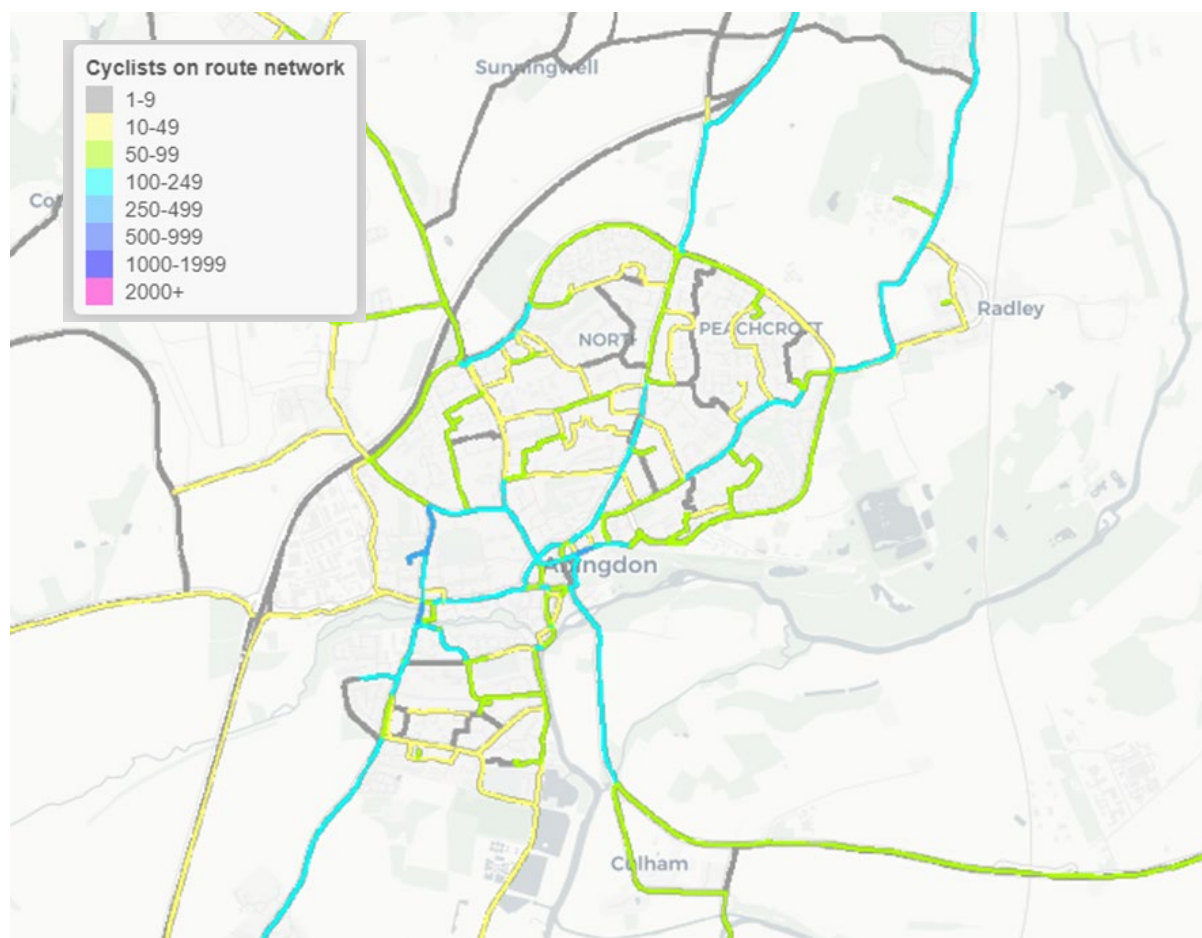 Sunningwell
Cyclists on route network
1-9
10-49
50-99
100-249
250-499
500-999
1000-1999
2000+
Radley
PEACHCROFT
Abingdon
Culham